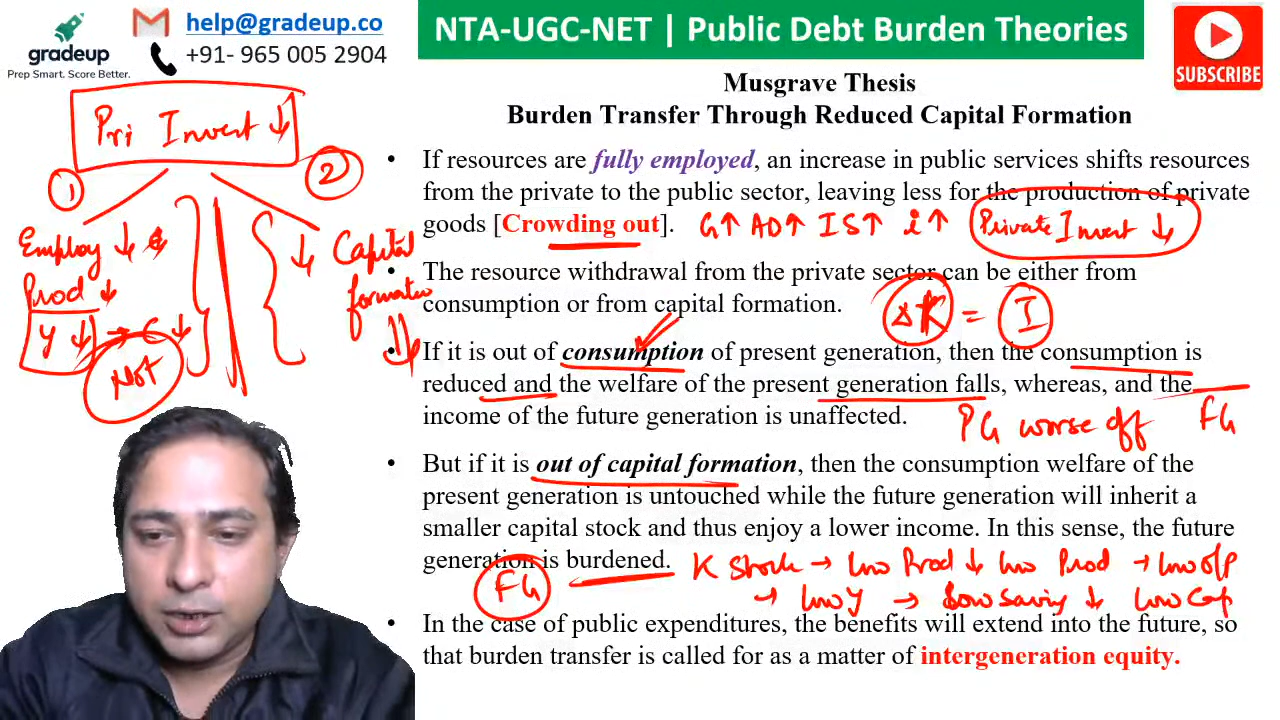 gradeup
Prep Smart. Score Better.
help@gradeup.co
+91- 965 005 2904
NTA-UGC-NET | Public Debt Burden Theories
SUBSCRIBE
Musgrave Thesis
Burden Transfer Through Reduced Capital Formation
• If resources are fully employed, an increase in public services shifts resources
from the private to the public sector, leaving less for the production of private
goods [Crowding out]. G↑ AD↑ IS↑ i↑ Private Invest ↓
• The resource withdrawal from the private sector can be either from
consumption or from capital formation. ΔK = I
• If it is out of consumption of present generation, then the consumption is
reduced and the welfare of the present generation falls, whereas, and the
income of the future generation is unaffected. PG worse off FG
• But if it is out of capital formation, then the consumption welfare of the
present generation is untouched while the future generation will inherit a
smaller capital stock and thus enjoy a lower income. In this sense, the future
generation is burdened. K Stock → low Prod ↓ low Prod → low o/p
FG → low Y → low Saving ↓ low Cap
• In the case of public expenditures, the benefits will extend into the future, so
that burden transfer is called for as a matter of intergeneration equity.
Pri Invest ↓
1 2
Employ ↓
Prod ↓
Y ↓ → C ↓
Not
↓ Capital
formation